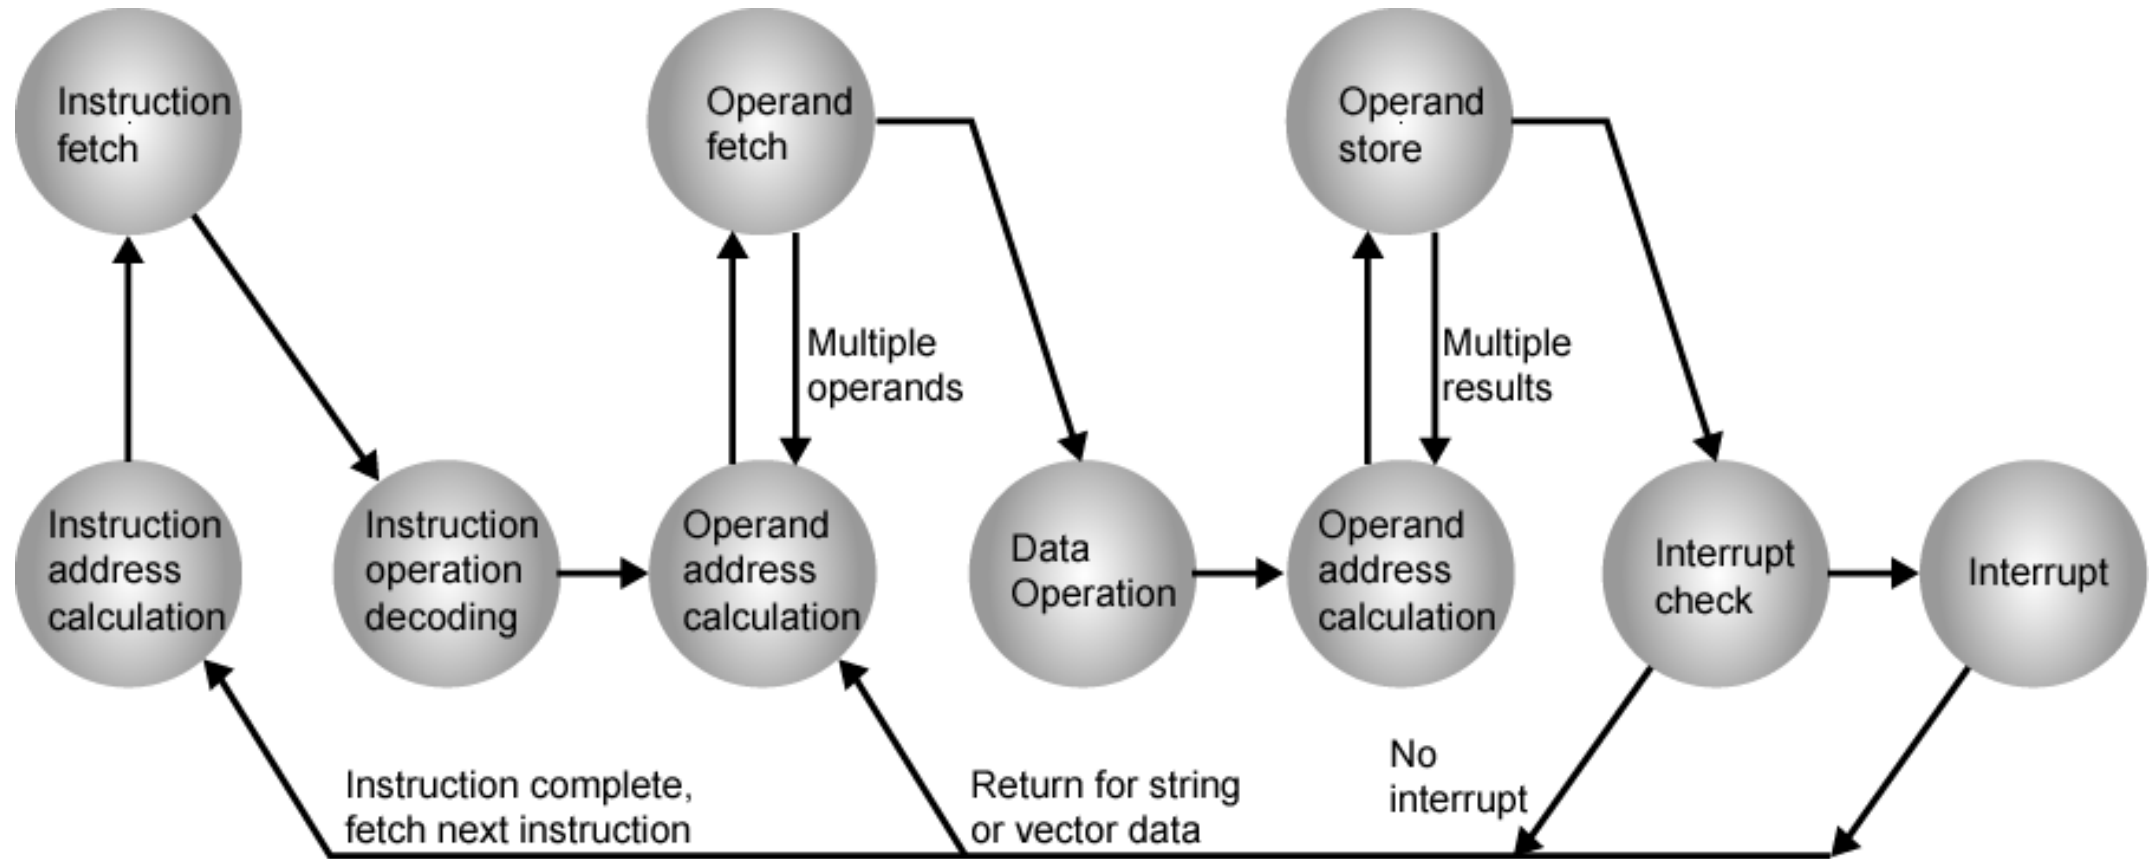 Instruction
fetch
Operand
fetch
Operand
store
Multiple
operands
Multiple
results
Instruction
address
calculation
Instruction
operation
decoding
Operand
address
calculation
Data
Operation
Operand
address
calculation
Interrupt
check
Interrupt
Instruction complete,
fetch next instruction
Return for string
or vector data
No
interrupt